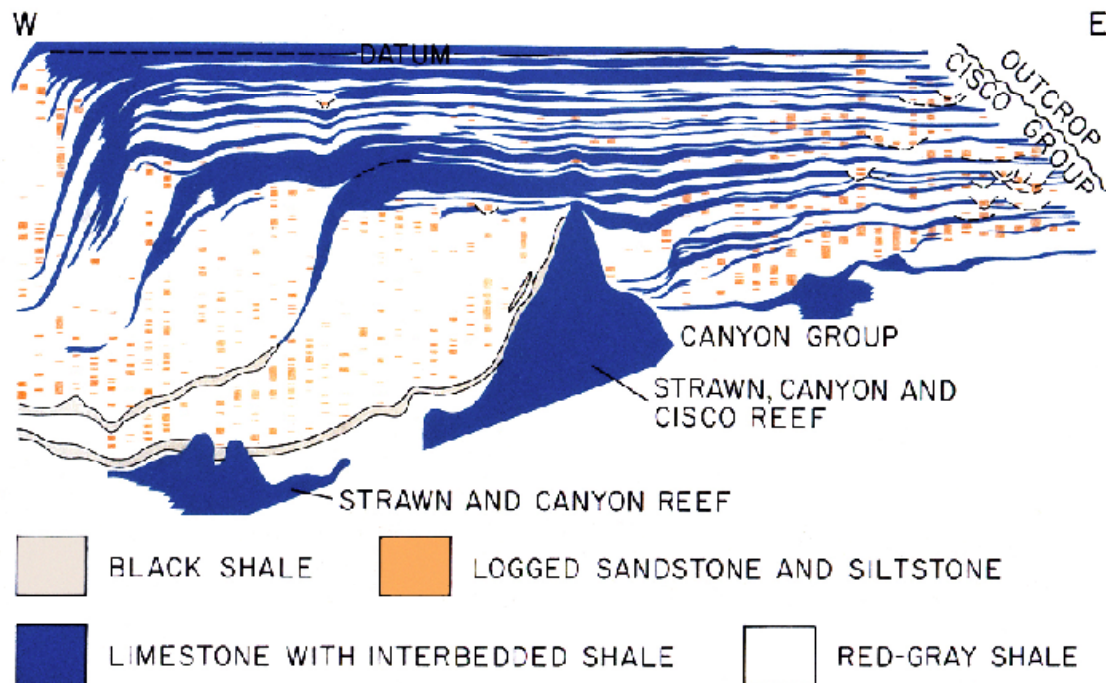 W
E
DATUM
OUTCROP
CISCO GROUP
CANYON GROUP
STRAWN, CANYON AND
CISCO REEF
STRAWN AND CANYON REEF
BLACK SHALE
LOGGED SANDSTONE AND SILTSTONE
LIMESTONE WITH INTERBEDDED SHALE
RED-GRAY SHALE